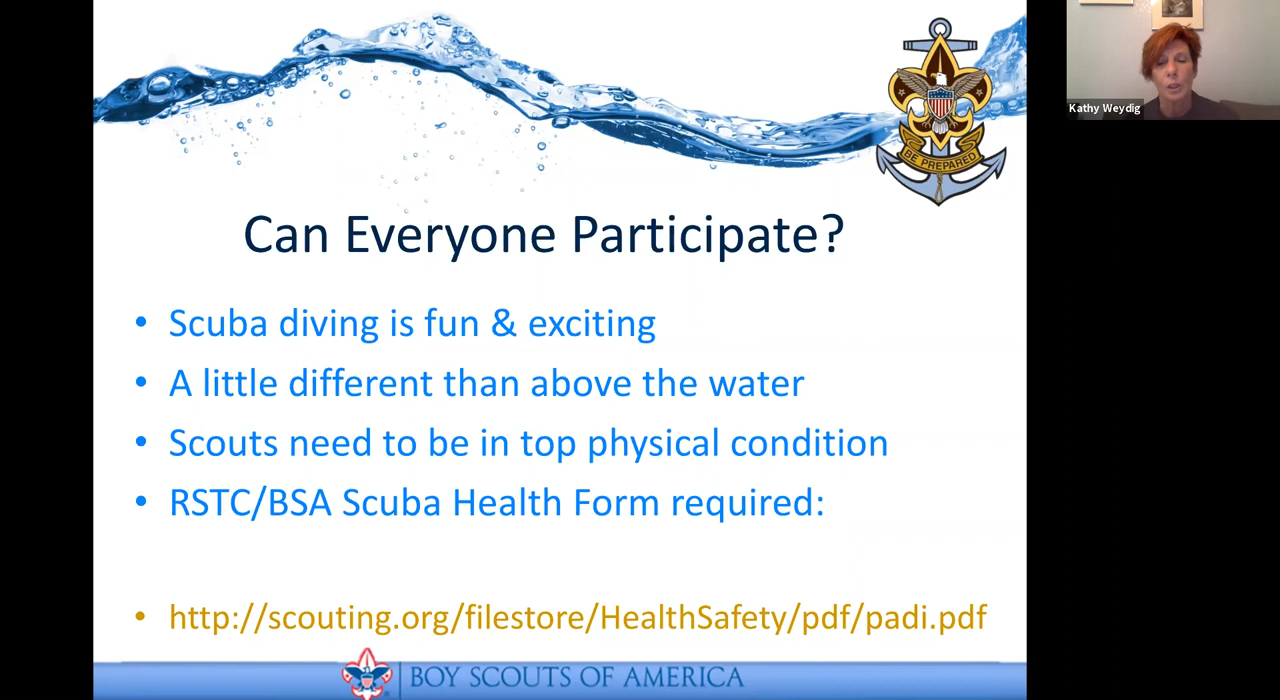 BE PREPARED
Kathy Weydig
Can Everyone Participate?
• Scuba diving is fun & exciting
• A little different than above the water
• Scouts need to be in top physical condition
• RSTC/BSA Scuba Health Form required:
• http://scouting.org/filestore/HealthSafety/pdf/padi.pdf
BOY SCOUTS OF AMERICA